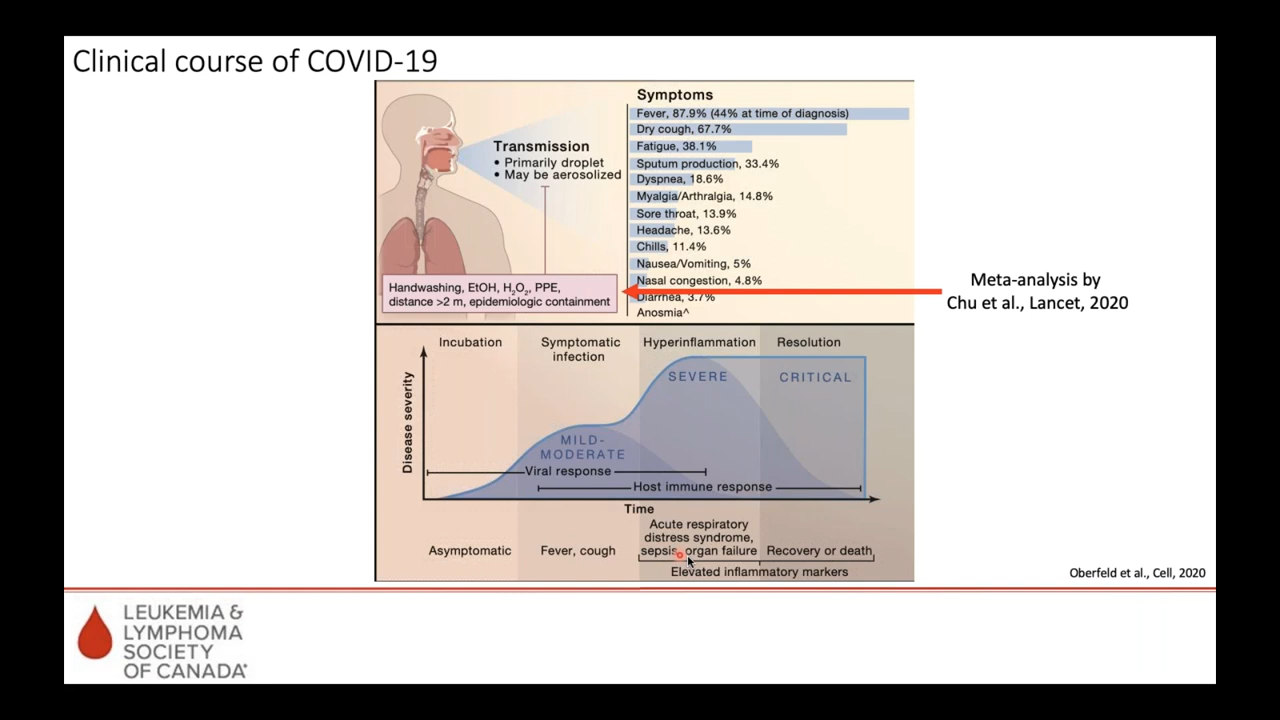 Clinical course of COVID-19
Transmission
• Primarily droplet
• May be aerosolized
Handwashing, EtOH, H₂O₂, PPE,
distance >2 m, epidemiologic containment
Symptoms
Fever, 87.9% (44% at time of diagnosis)
Dry cough, 67.7%
Fatigue, 38.1%
Sputum production, 33.4%
Dyspnea, 18.6%
Myalgia/Arthralgia, 14.8%
Sore throat, 13.9%
Headache, 13.6%
Chills, 11.4%
Nausea/Vomiting, 5%
Nasal congestion, 4.8%
Diarrhea, 3.7%
Anosmia^
Meta-analysis by
Chu et al., Lancet, 2020
Incubation
Symptomatic
infection
Hyperinflammation
Resolution
Disease severity
SEVERE
CRITICAL
MILD-
MODERATE
Viral response
Host immune response
Time
Asymptomatic
Fever, cough
Acute respiratory
distress syndrome,
sepsis, organ failure
Recovery or death
Elevated inflammatory markers
Oberfeld et al., Cell, 2020
LEUKEMIA &
LYMPHOMA
SOCIETY
OF CANADA